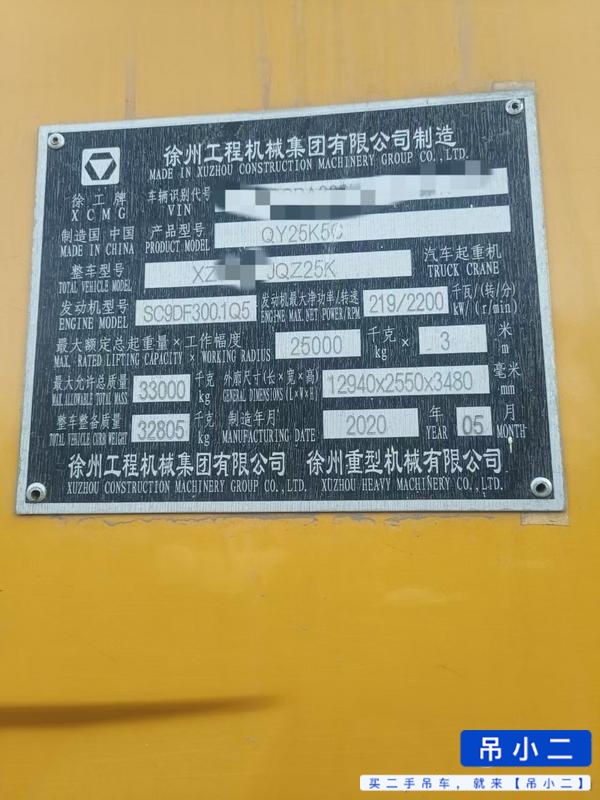 徐州工程机械集团有限公司制造
MADE IN XUZHOU CONSTRUCTION MACHINERY GROUP CO.,LTD.
徐工牌
XCMG
车辆识别代号
VIN
制造国 中国
MADE IN CHINA
产品型号
PRODUCT MODEL
QY25K5C
整车型号
TOTAL VEHICLE MODEL
XZ JQZ25K
汽车起重机
TRUCK CRANE
发动机型号
ENGINE MODEL
SC9DF300.1Q5
发动机最大净功率/转速
ENGINE MAX. NET POWER/RPM
219/2200
千瓦/(转/分)
kW/(r/min)
最大额定总起重量×工作幅度
MAX. RATED LIFTING CAPACITY × WORKING RADIUS
25000
千克
kg
×
3
米
m
最大允许总质量
MAX. ALLOWABLE TOTAL MASS
33000
千克
kg
外廓尺寸(长×宽×高)
GENERAL DIMENSIONS (L×W×H)
12940x2550x3480
毫米
mm
整车整备质量
TOTAL VEHICLE CURB WEIGHT
32805
千克
kg
制造年月
MANUFACTURING DATE
2020
年
YEAR
05
月
MONTH
徐州工程机械集团有限公司 徐州重型机械有限公司
XUZHOU CONSTRUCTION MACHINERY GROUP CO.,LTD. XUZHOU HEAVY MACHINERY CO.,LTD.
吊小二
买二手吊车，就来【吊小二】